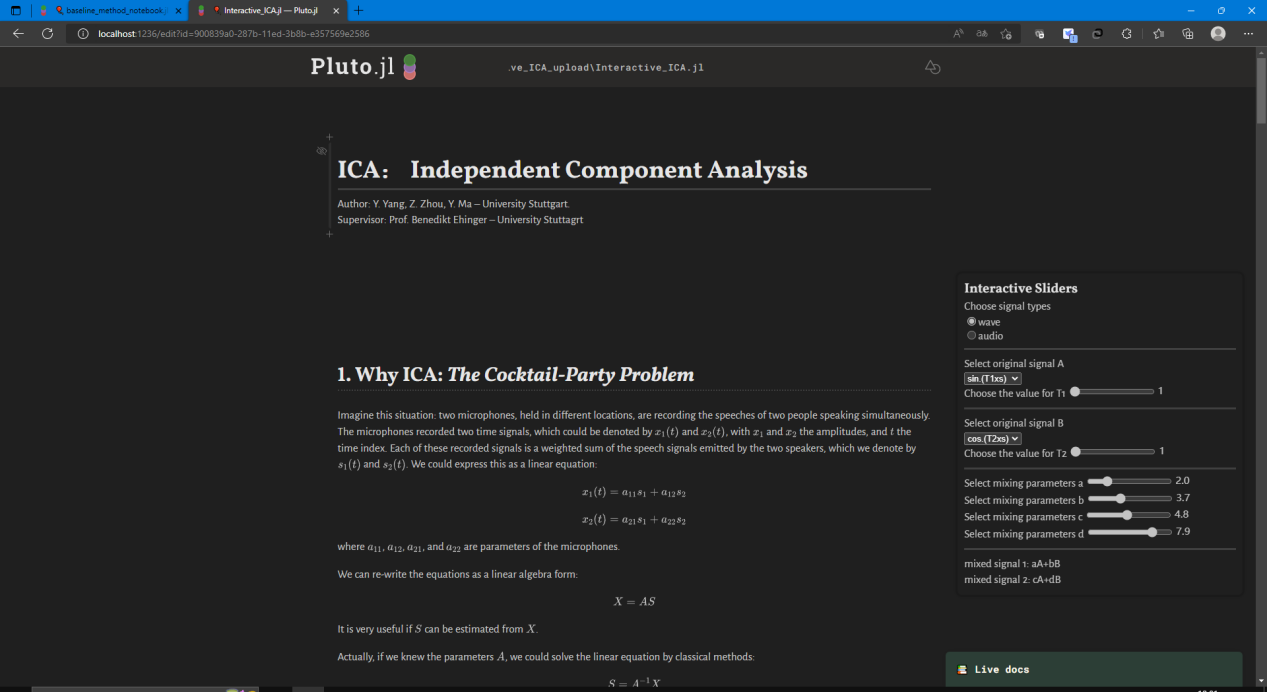 baseline_method_notebook.j
Interactive_ICA.jl — Pluto.jl
localhost:1236/edit?id=900839a0-287b-11ed-3b8b-e357569e2586
Pluto.jl
.ve_ICA_upload\Interactive_ICA.jl
ICA： Independent Component Analysis
Author: Y. Yang, Z. Zhou, Y. Ma – University Stuttgart.
Supervisor: Prof. Benedikt Ehinger – University Stuttagrt
1. Why ICA: The Cocktail-Party Problem
Imagine this situation: two microphones, held in different locations, are recording the speeches of two people speaking simultaneously.
The microphones recorded two time signals, which could be denoted by x₁(t) and x₂(t), with x₁ and x₂ the amplitudes, and t the
time index. Each of these recorded signals is a weighted sum of the speech signals emitted by the two speakers, which we denote by
s₁(t) and s₂(t). We could express this as a linear equation:
x₁(t) = a₁₁s₁ + a₁₂s₂
x₂(t) = a₂₁s₁ + a₂₂s₂
where a₁₁, a₁₂, a₂₁, and a₂₂ are parameters of the microphones.
We can re-write the equations as a linear algebra form:
X = AS
It is very useful if S can be estimated from X.
Actually, if we knew the parameters A, we could solve the linear equation by classical methods:
S = A⁻¹X
Interactive Sliders
Choose signal types
wave
audio
Select original signal A
sin.(T1xs)
Choose the value for T1 1
Select original signal B
cos.(T2xs)
Choose the value for T2 1
Select mixing parameters a 2.0
Select mixing parameters b 3.7
Select mixing parameters c 4.8
Select mixing parameters d 7.9
mixed signal 1: aA+bB
mixed signal 2: cA+dB
Live docs